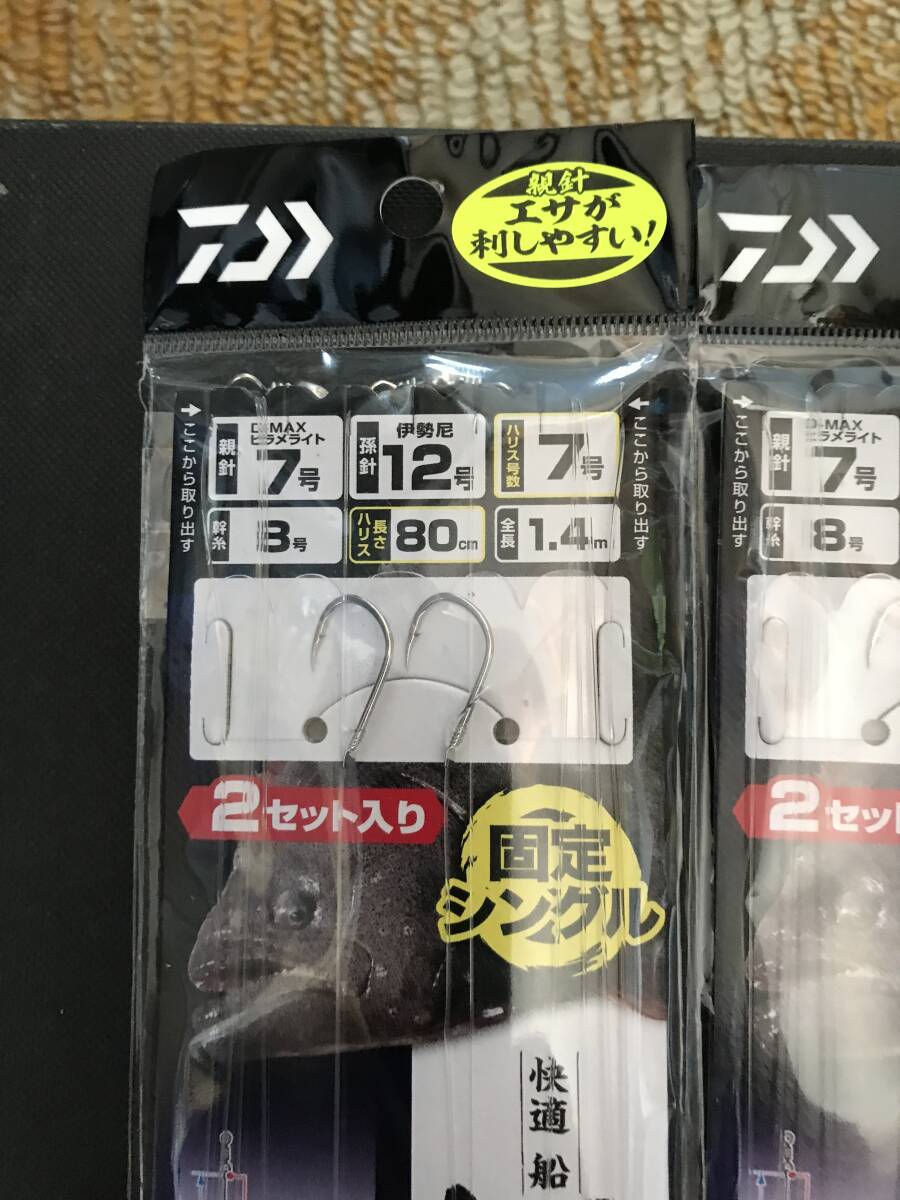 親針
エサが
刺しやすい!
ここから取り出す
親針
D-MAX
ヒラメライト
7号
孫針
伊勢尼
12号
ハリス号数
7号
幹糸
8号
ハリス長さ
80cm
全長
1.4m
ここから取り出す
2セット入り
固定
シングル
快適船
ここから取り出す
親針
D-MAX
ヒラメライト
7号
幹糸
8号
2セッ